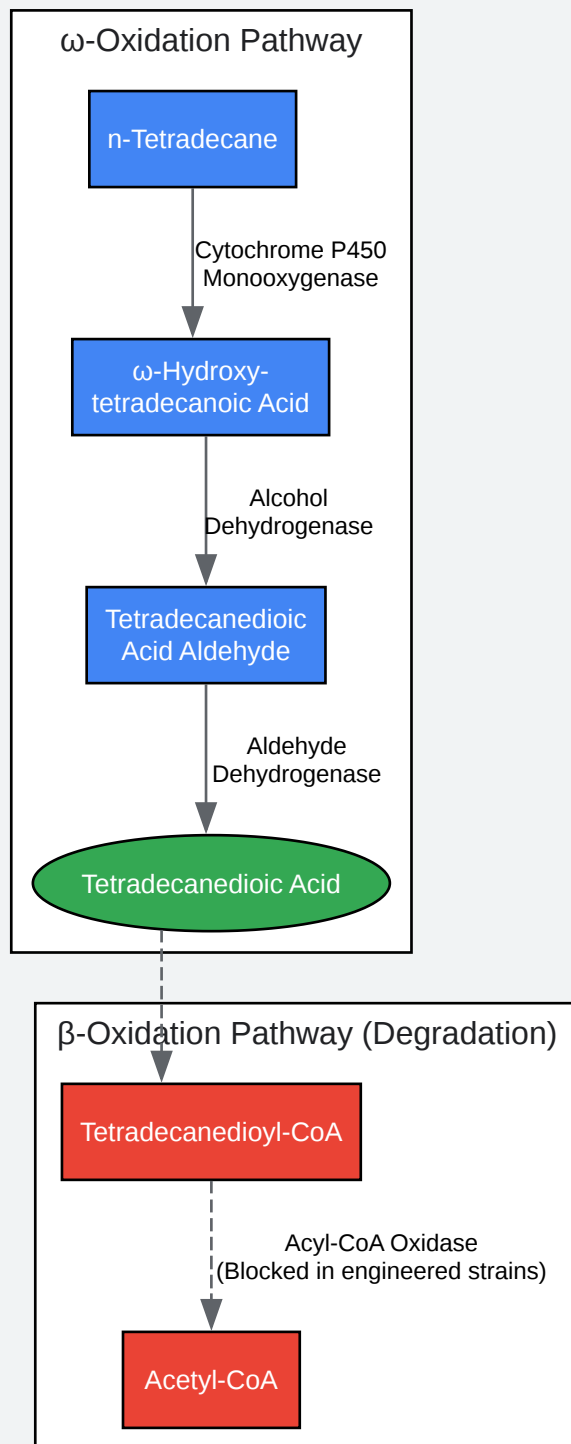 ω-Oxidation Pathway
n-Tetradecane
Cytochrome P450
Monooxygenase
ω-Hydroxy-
tetradecanoic Acid
Alcohol
Dehydrogenase
Tetradecanedioic
Acid Aldehyde
Aldehyde
Dehydrogenase
Tetradecanedioic Acid
β-Oxidation Pathway (Degradation)
Tetradecanedioyl-CoA
Acyl-CoA Oxidase
(Blocked in engineered strains)
Acetyl-CoA